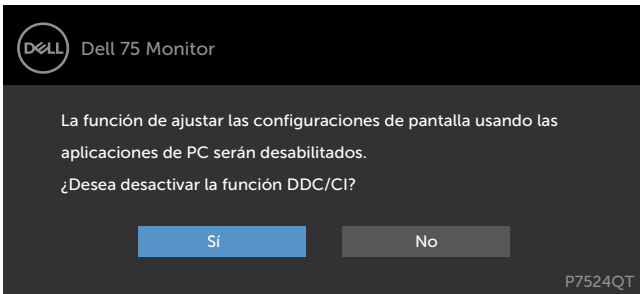 DELL
Dell 75 Monitor
La función de ajustar las configuraciones de pantalla usando las
aplicaciones de PC serán desabilitados.
¿Desea desactivar la función DDC/CI?
Sí
No
P7524QT